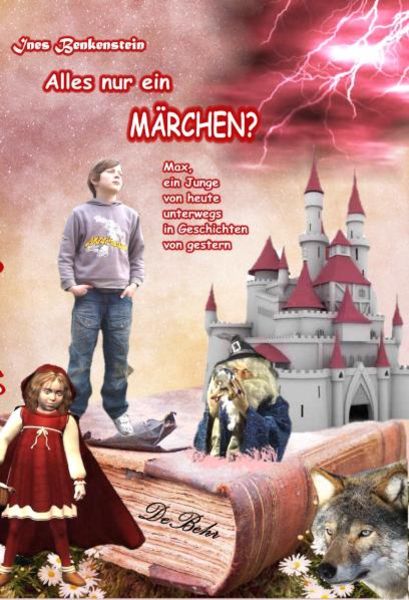 Ines Benkenstein
Alles nur ein
MÄRCHEN?
Max,
ein Junge
von heute
unterwegs
in Geschichten
von gestern
DeBehr